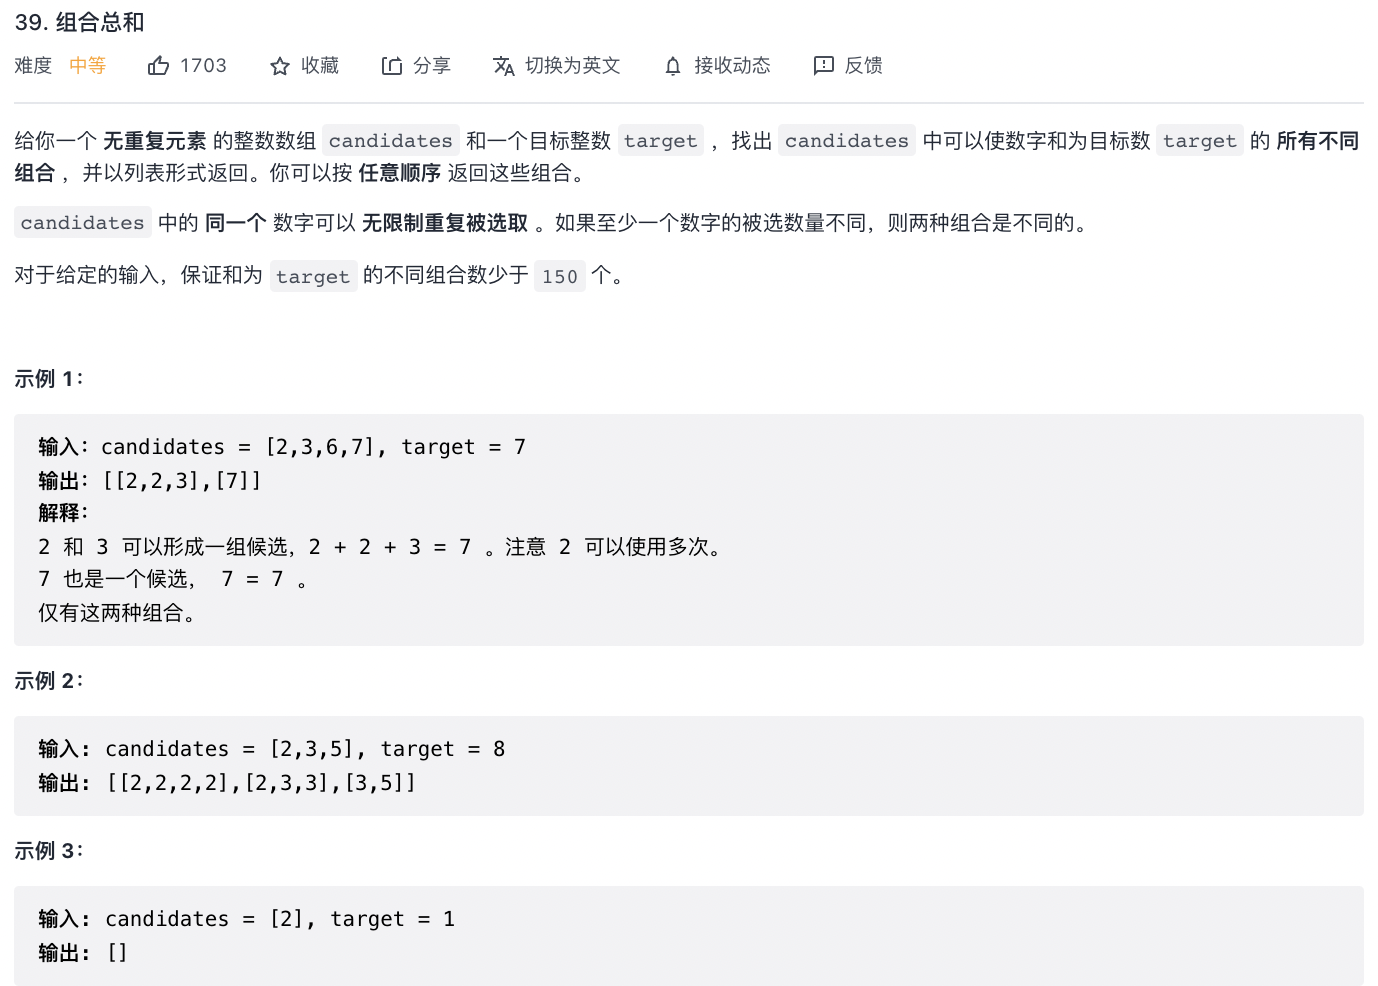 39. 组合总和
难度 中等 1703 收藏 分享 切换为英文 接收动态 反馈
给你一个 无重复元素 的整数数组 candidates 和一个目标整数 target ，找出 candidates 中可以使数字和为目标数 target 的 所有不同
组合 ，并以列表形式返回。你可以按 任意顺序 返回这些组合。
candidates 中的 同一个 数字可以 无限制重复被选取 。如果至少一个数字的被选数量不同，则两种组合是不同的。
对于给定的输入，保证和为 target 的不同组合数少于 150 个。
示例 1：
输入：candidates = [2,3,6,7], target = 7
输出：[[2,2,3],[7]]
解释：
2 和 3 可以形成一组候选，2 + 2 + 3 = 7 。注意 2 可以使用多次。
7 也是一个候选， 7 = 7 。
仅有这两种组合。
示例 2：
输入: candidates = [2,3,5], target = 8
输出: [[2,2,2,2],[2,3,3],[3,5]]
示例 3：
输入: candidates = [2], target = 1
输出: []